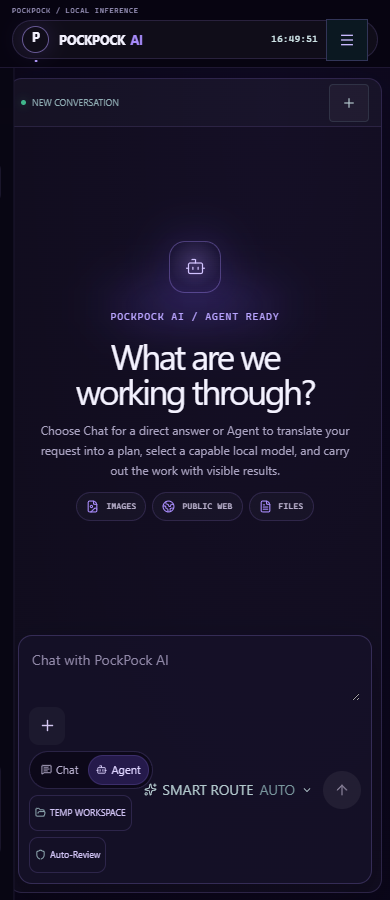 POCKPOCK / LOCAL INFERENCE
P POCKPOCK AI 16:49:51
NEW CONVERSATION
POCKPOCK AI / AGENT READY
What are we
working through?
Choose Chat for a direct answer or Agent to translate your
request into a plan, select a capable local model, and carry
out the work with visible results.
IMAGES PUBLIC WEB FILES
Chat with PockPock AI
Chat Agent
SMART ROUTE AUTO
TEMP WORKSPACE
Auto-Review